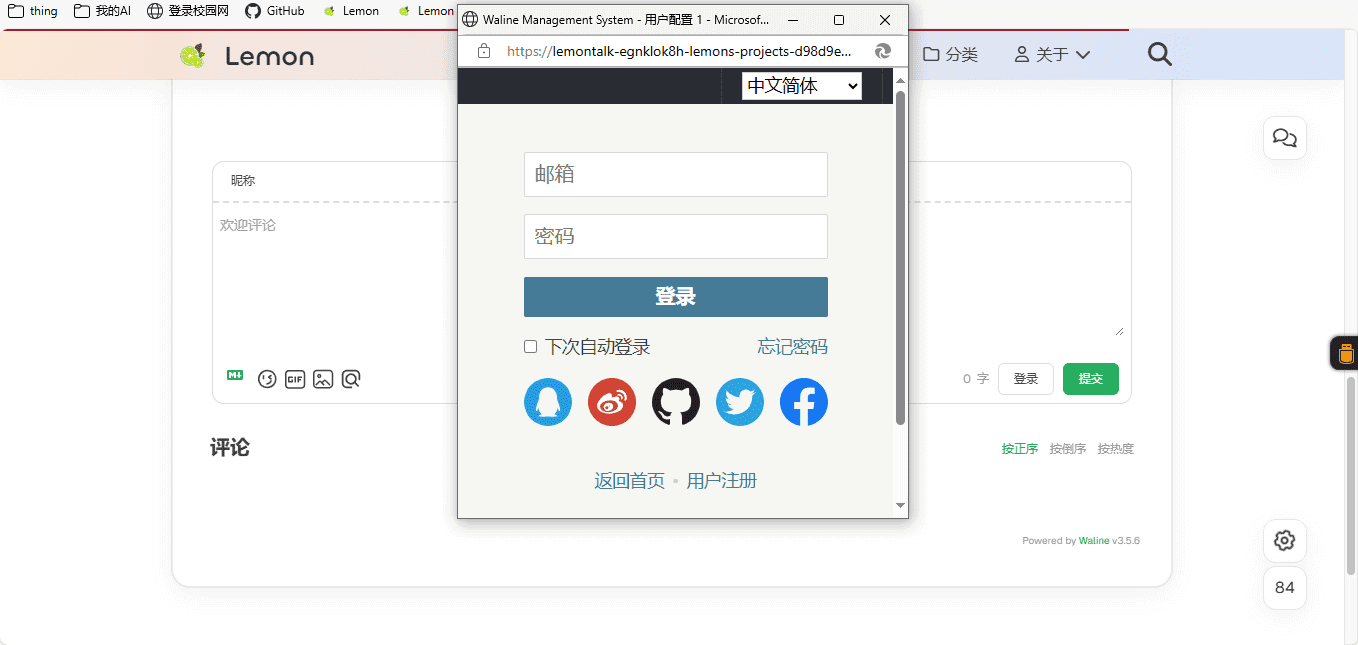 thing
我的AI
登录校园网
GitHub
Lemon
Lemon
Waline Management System - 用户配置 1 - Microsof...
https://lemontalk-egnklok8h-lemons-projects-d98d9e...
Lemon
分类
关于
中文简体
昵称
欢迎评论
邮箱
密码
登录
下次自动登录
忘记密码
M↓
GIF
0 字
登录
提交
评论
按正序
按倒序
按热度
返回首页 • 用户注册
Powered by Waline v3.5.6
84